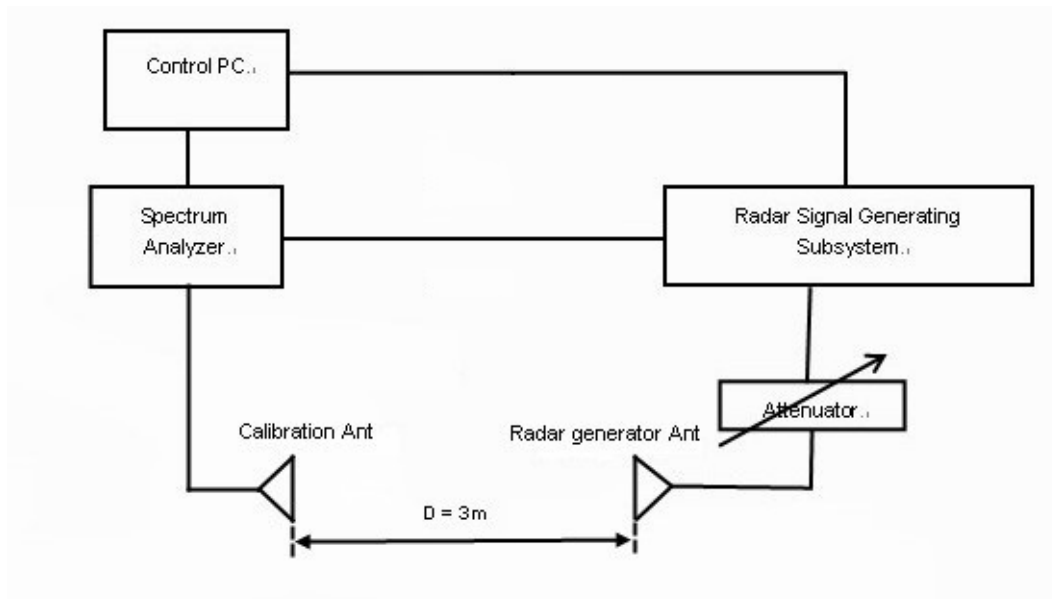 Control PC
Spectrum
Analyzer
Radar Signal Generating
Subsystem
Attenuator
Calibration Ant
Radar generator Ant
D = 3m